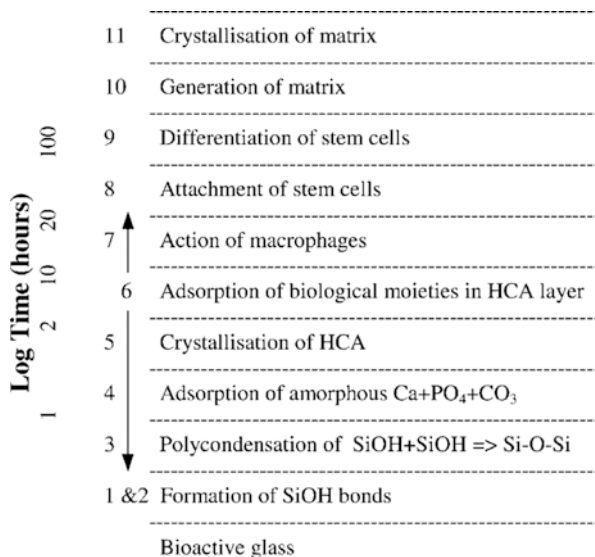 11 Crystallisation of matrix
10 Generation of matrix
9 Differentiation of stem cells
8 Attachment of stem cells
7 Action of macrophages
6 Adsorption of biological moieties in HCA layer
5 Crystallisation of HCA
4 Adsorption of amorphous Ca+PO₄+CO₃
3 Polycondensation of SiOH+SiOH => Si-O-Si
1 &2 Formation of SiOH bonds
Bioactive glass
Log Time (hours)
1 2 10 20 100